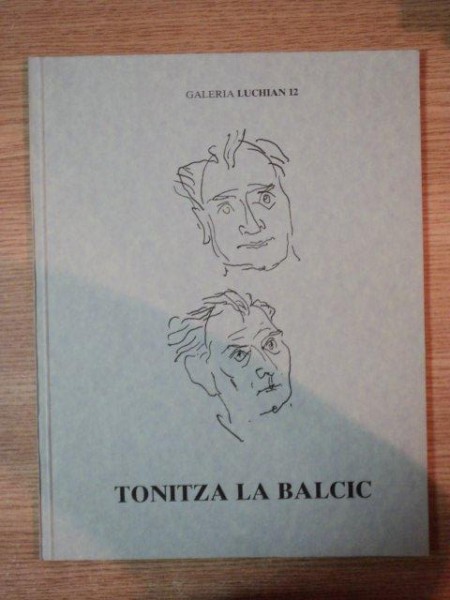 GALERIA LUCHIAN 12
TONITZA LA BALCIC